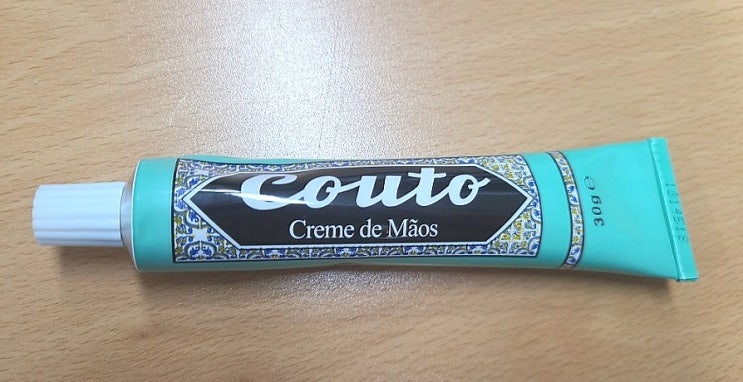 Couto
Creme de Mãos
30g ℮